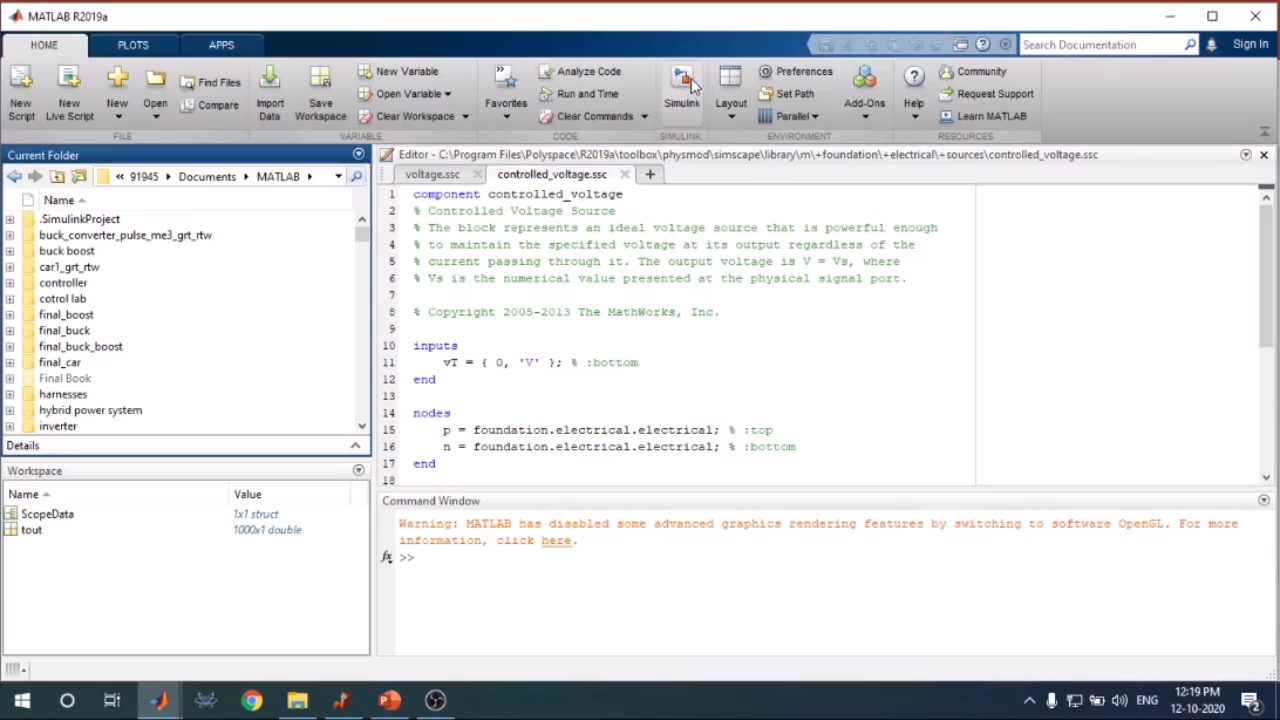 MATLAB R2019a
HOME PLOTS APPS
Search Documentation Sign In
New Script
New Live Script
New
Open
Find Files
Compare
Import Data
Save Workspace
New Variable
Open Variable
Clear Workspace
Favorites
Analyze Code
Run and Time
Clear Commands
Simulink
Layout
Preferences
Set Path
Parallel
Add-Ons
Help
Community
Request Support
Learn MATLAB
FILE VARIABLE CODE SIMULINK ENVIRONMENT RESOURCES
Current Folder
« 91945 Documents MATLAB
Name
.SimulinkProject
buck_converter_pulse_me3_grt_rtw
buck boost
car1_grt_rtw
controller
cotrol lab
final_boost
final_buck
final_buck_boost
final_car
Final Book
harnesses
hybrid power system
inverter
Details
Workspace
Name Value
ScopeData 1x1 struct
tout 1000x1 double
Editor - C:\Program Files\Polyspace\R2019a\toolbox\physmod\simscape\library\m\+foundation\+electrical\+sources\controlled_voltage.ssc
voltage.ssc controlled_voltage.ssc
1 component controlled_voltage
2 % Controlled Voltage Source
3 % The block represents an ideal voltage source that is powerful enough
4 % to maintain the specified voltage at its output regardless of the
5 % current passing through it. The output voltage is V = Vs, where
6 % Vs is the numerical value presented at the physical signal port.
7
8 % Copyright 2005-2013 The MathWorks, Inc.
9
10 inputs
11 vT = { 0, 'V' }; % :bottom
12 end
13
14 nodes
15 p = foundation.electrical.electrical; % :top
16 n = foundation.electrical.electrical; % :bottom
17 end
18
Command Window
Warning: MATLAB has disabled some advanced graphics rendering features by switching to software OpenGL. For more
information, click here.
fx >>
ENG
12:19 PM
12-10-2020
2